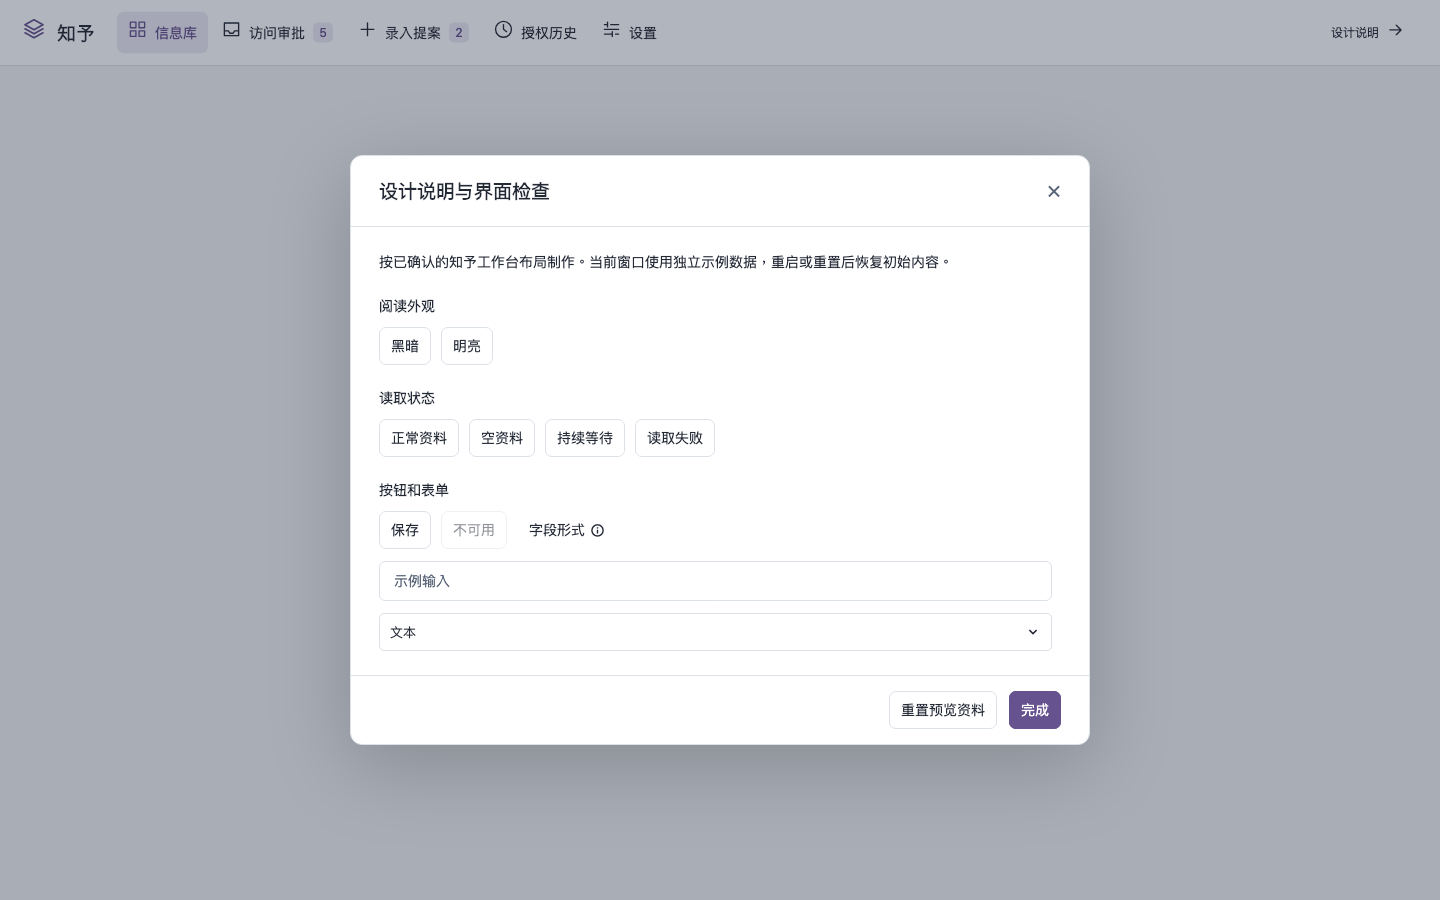 知予
信息库
访问审批 5
录入提案 2
授权历史
设置
设计说明
设计说明与界面检查
按已确认的知予工作台布局制作。当前窗口使用独立示例数据，重启或重置后恢复初始内容。
阅读外观
黑暗 明亮
读取状态
正常资料 空资料 持续等待 读取失败
按钮和表单
保存 不可用 字段形式
示例输入
文本
重置预览资料 完成